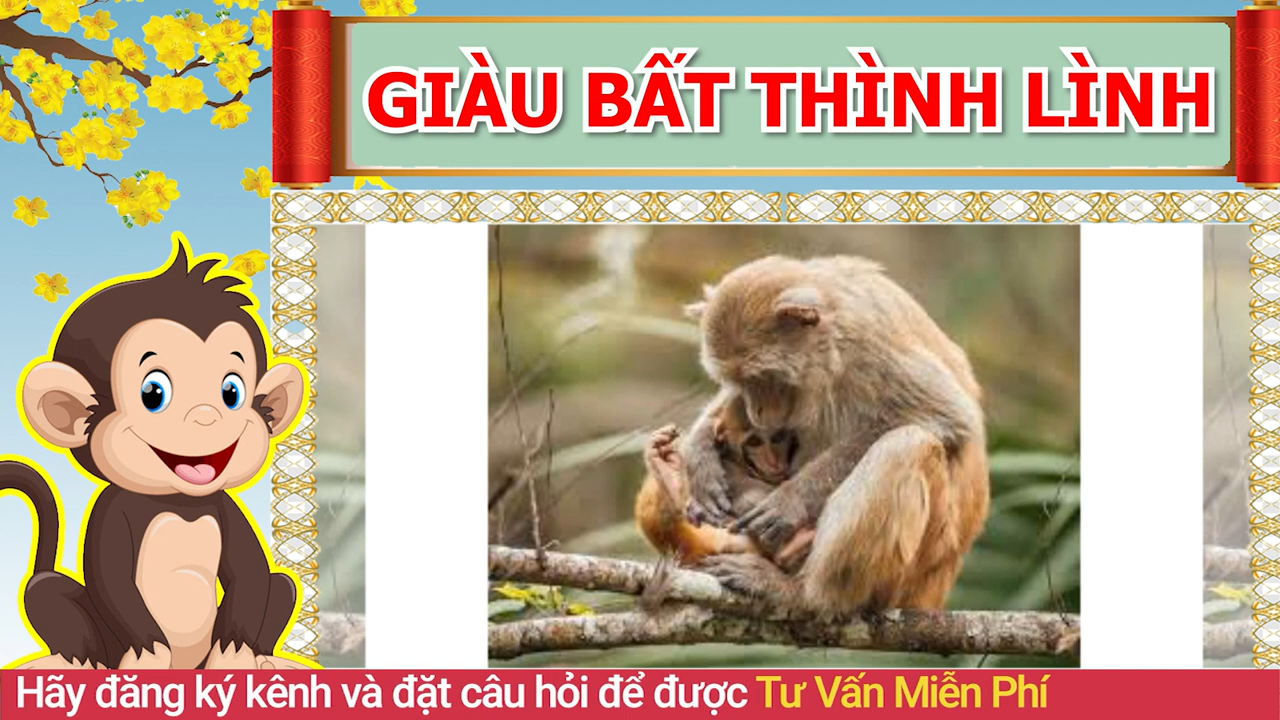 GIÀU BẤT THÌNH LÌNH
Hãy đăng ký kênh và đặt câu hỏi để được Tư Vấn Miễn Phí